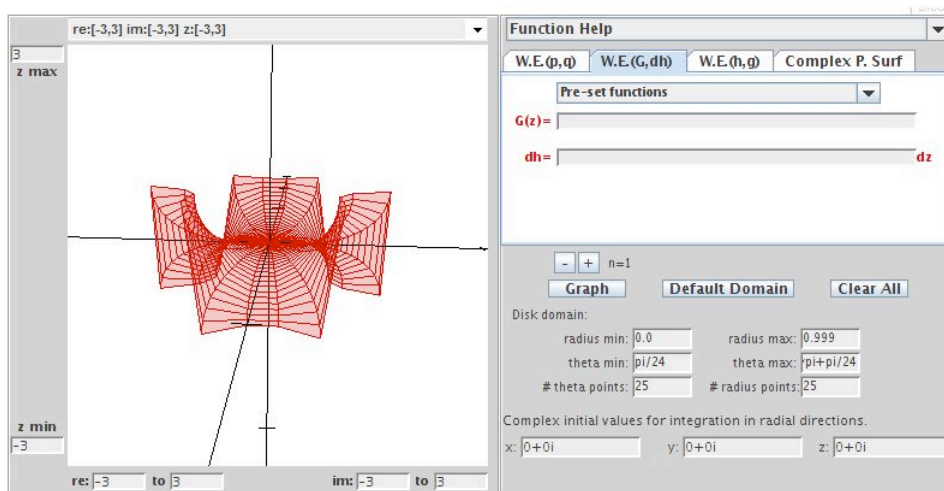 re:[-3,3] im:[-3,3] z:[-3,3]
3
z max
z min
-3
re: -3 to 3 im: -3 to 3
Function Help
W.E.(p,q) W.E.(G,dh) W.E.(h,g) Complex P. Surf
Pre-set functions
G(z)=
dh= dz
- + n=1
Graph Default Domain Clear All
Disk domain:
radius min: 0.0 radius max: 0.999
theta min: pi/24 theta max: pi+pi/24
# theta points: 25 # radius points: 25
Complex initial values for integration in radial directions.
x: 0+0i y: 0+0i z: 0+0i